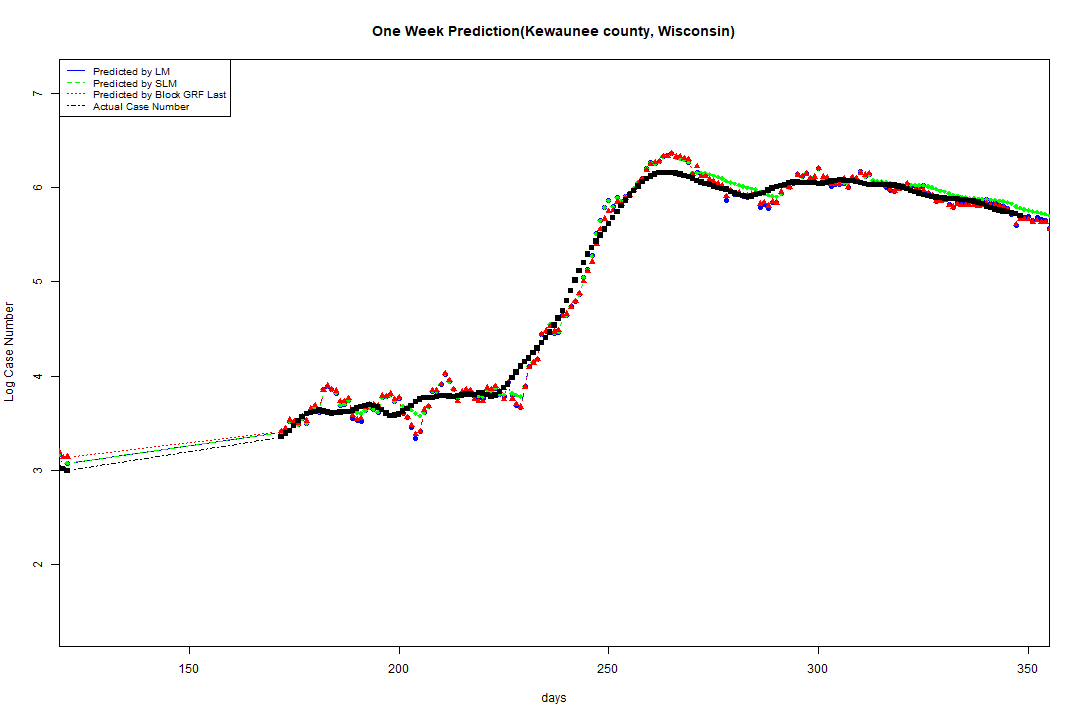 One Week Prediction(Kewaunee county, Wisconsin)
Predicted by LM
Predicted by SLM
Predicted by Block GRF Last
Actual Case Number
Log Case Number
7
6
5
4
3
2
150 200 250 300 350
days